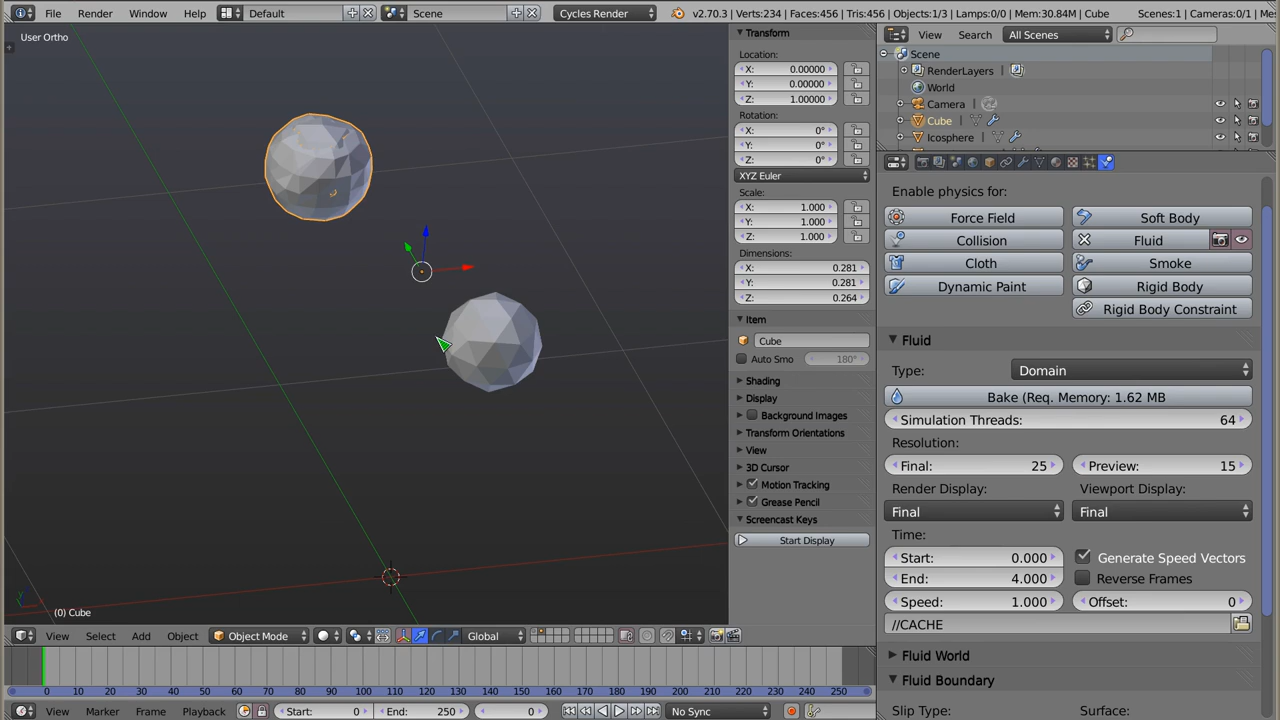 File Render Window Help Default Scene Cycles Render v2.70.3 | Verts:234 | Faces:456 | Tris:456 | Objects:1/3 | Lamps:0/0 | Mem:30.84M | Cube Scenes:1 | Cameras:0/1
User Ortho
Transform
Location:
X: 0.00000
Y: 0.00000
Z: 1.00000
Rotation:
X: 0°
Y: 0°
Z: 0°
XYZ Euler
Scale:
X: 1.000
Y: 1.000
Z: 1.000
Dimensions:
X: 0.281
Y: 0.281
Z: 0.264
Item
Cube
Auto Smo 180°
Shading
Display
Background Images
Transform Orientations
View
3D Cursor
Motion Tracking
Grease Pencil
Screencast Keys
Start Display
(0) Cube
View Select Add Object Object Mode Global
0 10 20 30 40 50 60 70 80 90 100 110 120 130 140 150 160 170 180 190 200 210 220 230 240 250
View Marker Frame Playback Start: 0 End: 250 0 No Sync
View Search All Scenes
Scene
RenderLayers
World
Camera
Cube
Icosphere
Enable physics for:
Force Field Soft Body
Collision Fluid
Cloth Smoke
Dynamic Paint Rigid Body
Rigid Body Constraint
Fluid
Type: Domain
Bake (Req. Memory: 1.62 MB
Simulation Threads: 64
Resolution:
Final: 25 Preview: 15
Render Display: Viewport Display:
Final Final
Time:
Start: 0.000 Generate Speed Vectors
End: 4.000 Reverse Frames
Speed: 1.000 Offset: 0
//CACHE
Fluid World
Fluid Boundary
Slip Type: Surface: